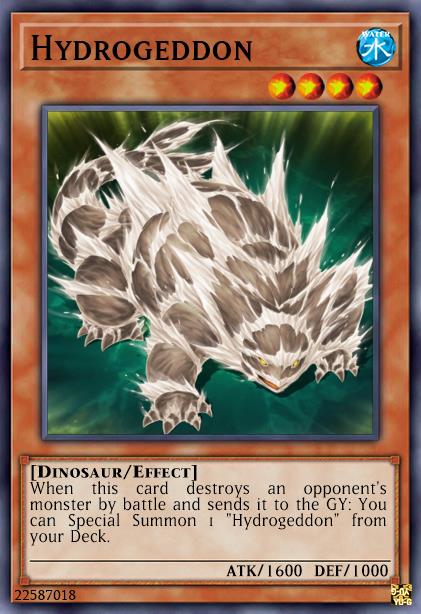 HYDROGEDDON
WATER
水
[DINOSAUR/EFFECT]
When this card destroys an opponent's
monster by battle and sends it to the GY: You
can Special Summon 1 "Hydrogeddon" from
your Deck.
ATK/1600 DEF/1000
22587018